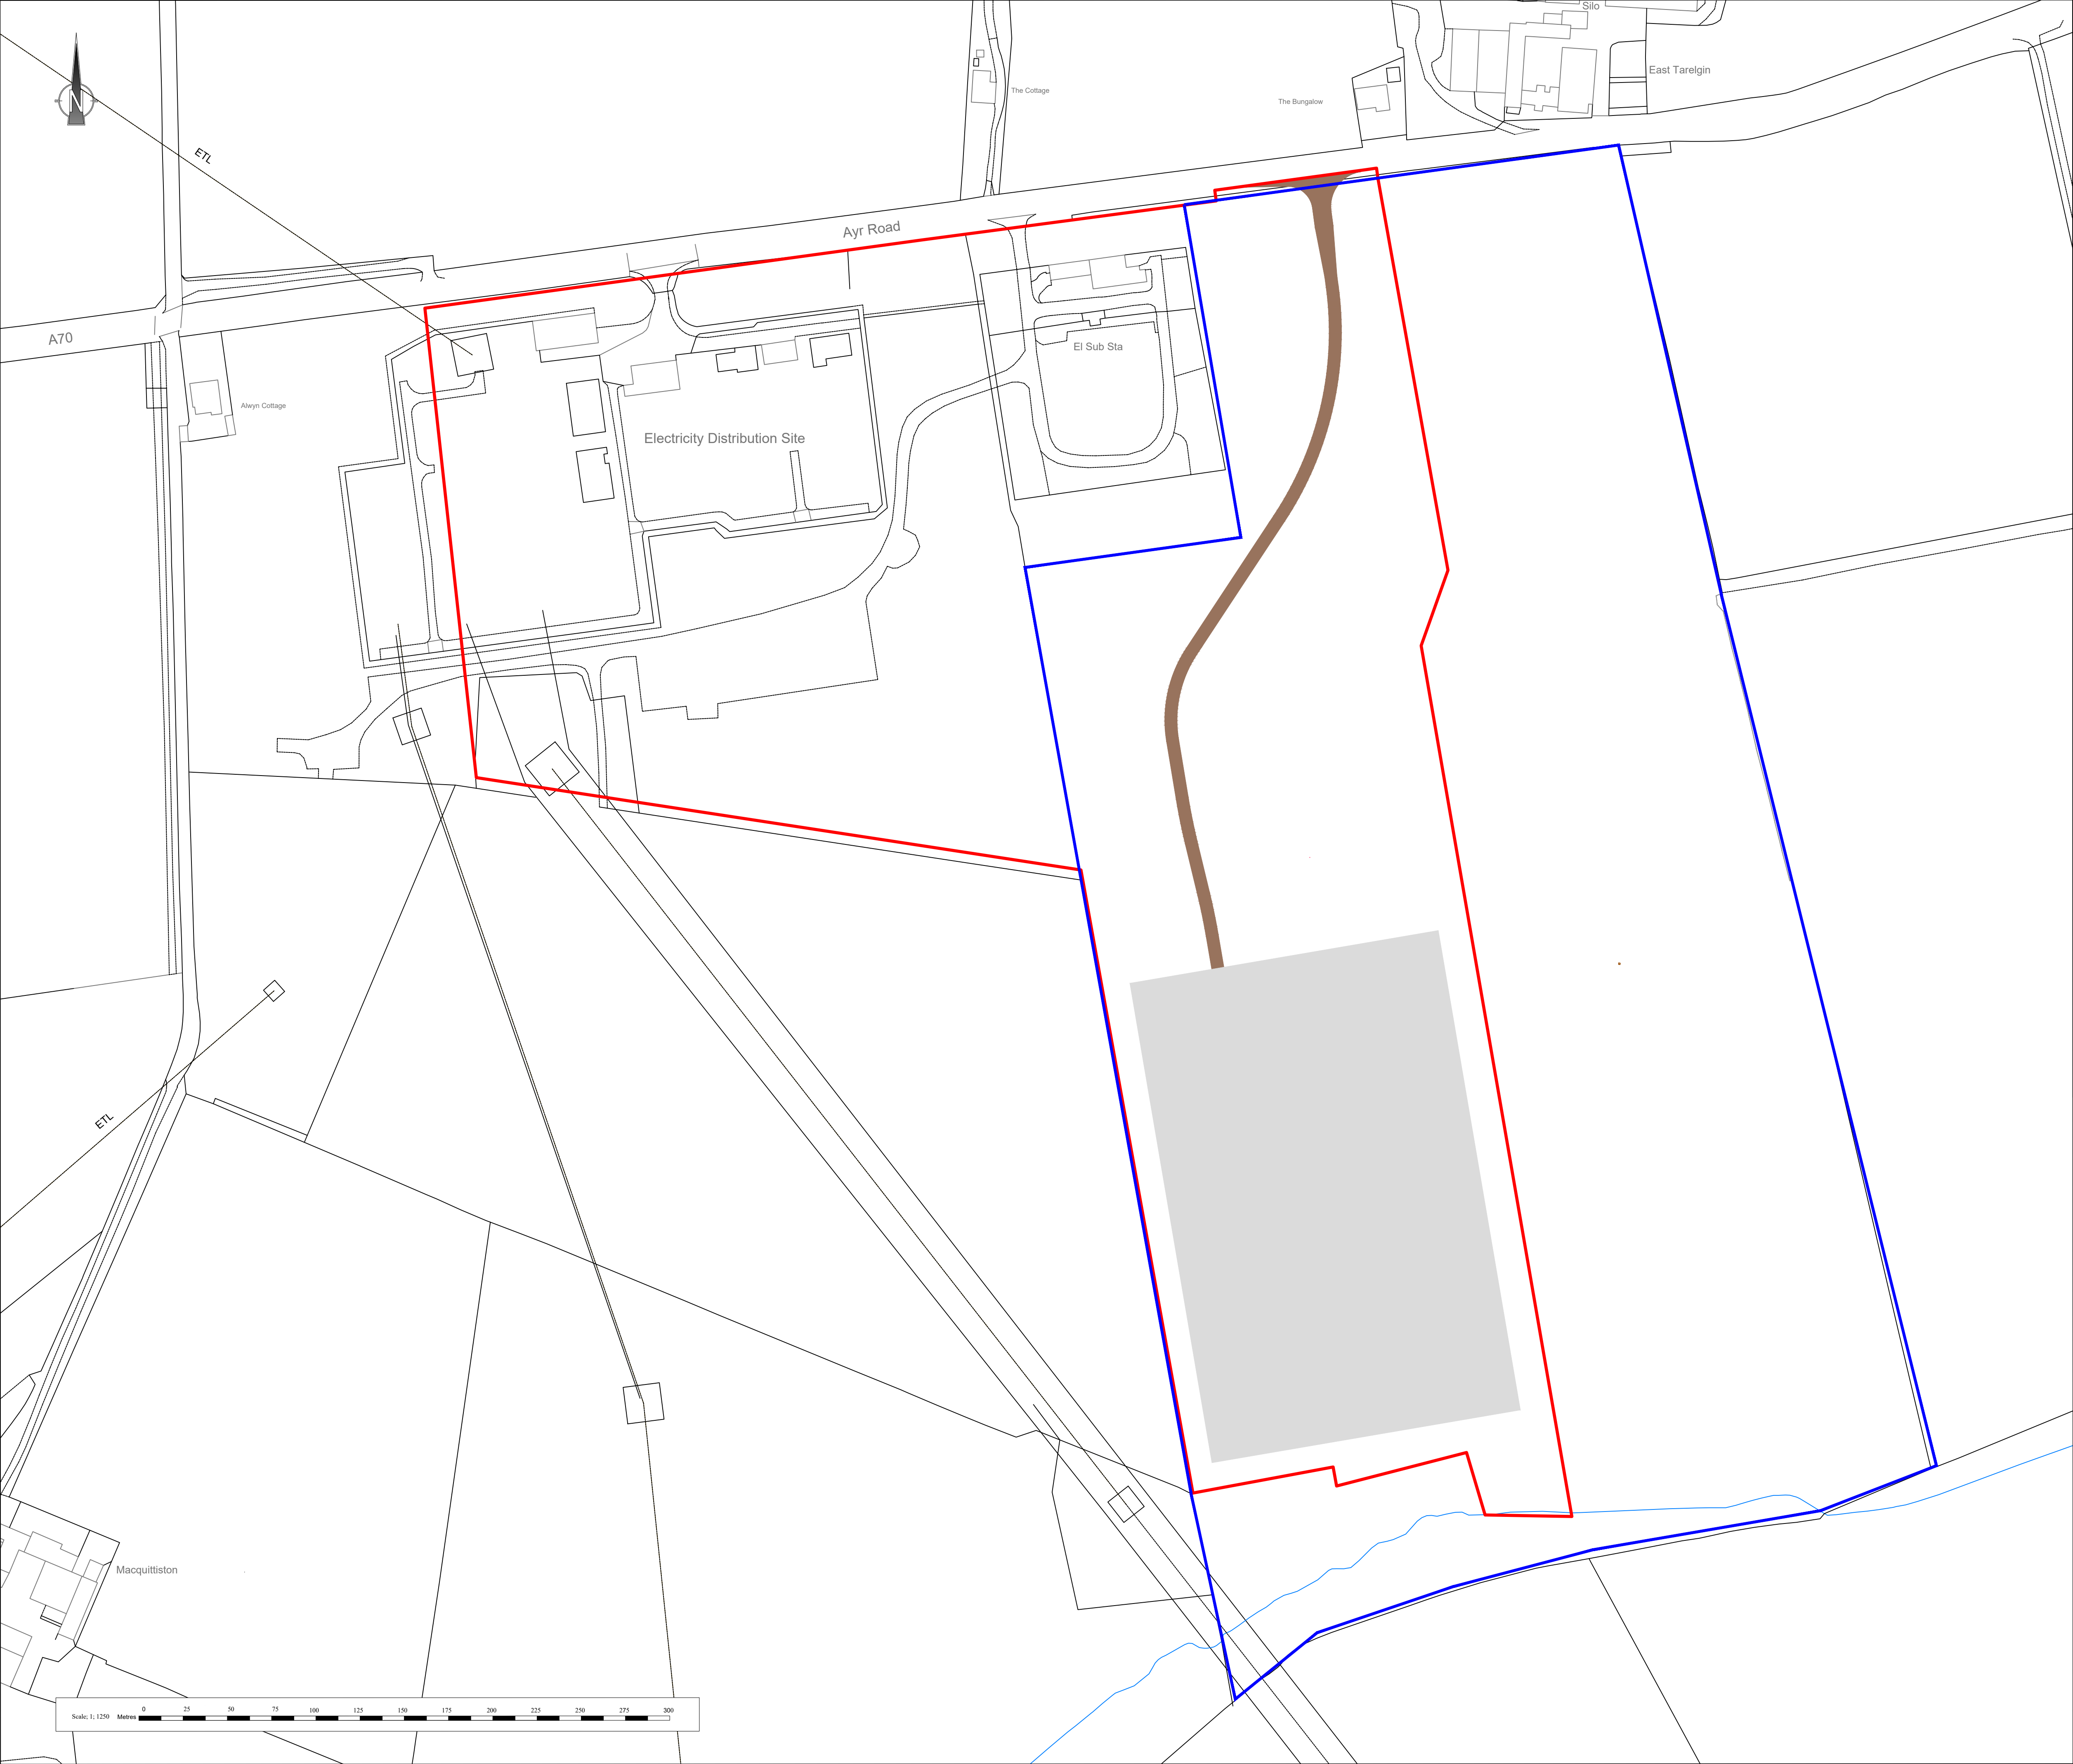 Silo
East Tarelgin
The Cottage
The Bungalow
N
ETL
Ayr Road
A70
El Sub Sta
Alwyn Cottage
Electricity Distribution Site
ETL
Macquittiston
Scale; 1; 1250 Metres 0 25 50 75 100 125 150 175 200 225 250 275 300